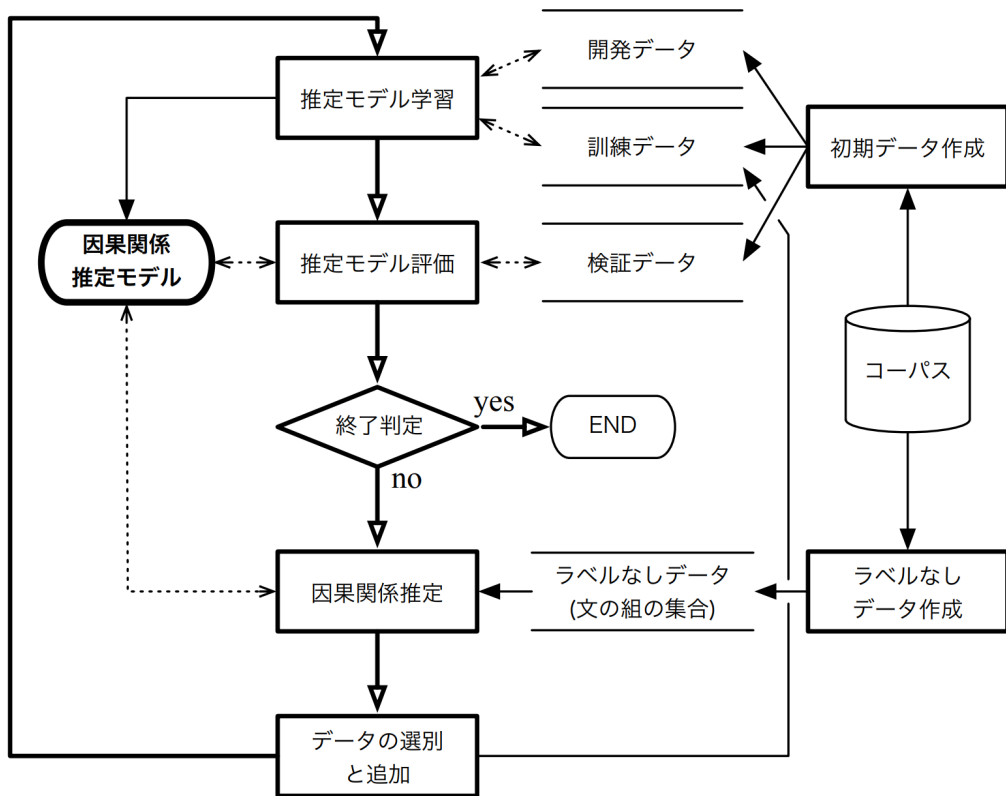 開発データ
推定モデル学習
訓練データ
初期データ作成
因果関係
推定モデル
推定モデル評価
検証データ
コーパス
終了判定
yes
END
no
因果関係推定
ラベルなしデータ
(文の組の集合)
ラベルなし
データ作成
データの選別
と追加